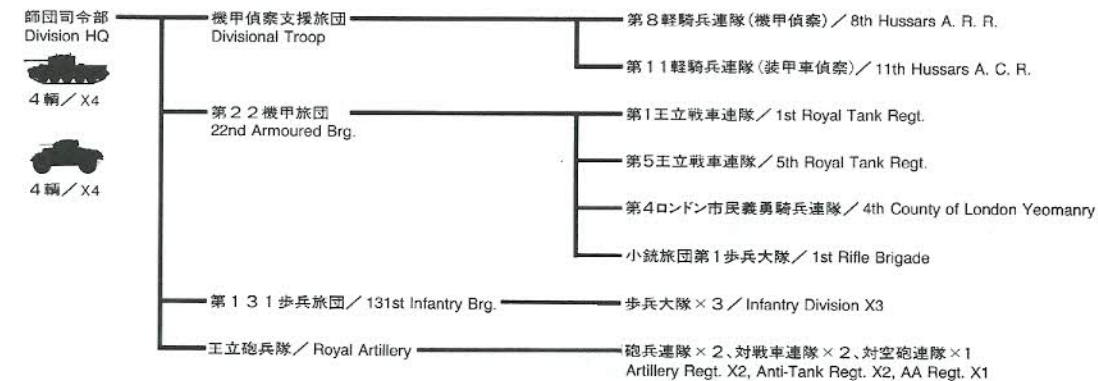 師団司令部
Division HQ
4輌／X4
4輌／X4
機甲偵察支援旅団
Divisional Troop
第8軽騎兵連隊(機甲偵察)／8th Hussars A. R. R.
第11軽騎兵連隊(装甲車偵察)／11th Hussars A. C. R.
第22機甲旅団
22nd Armoured Brg.
第1王立戦車連隊／1st Royal Tank Regt.
第5王立戦車連隊／5th Royal Tank Regt.
第4ロンドン市民義勇騎兵連隊／4th County of London Yeomanry
小銃旅団第1歩兵大隊／1st Rifle Brigade
第131歩兵旅団／131st Infantry Brg.
歩兵大隊×3／Infantry Division X3
王立砲兵隊／Royal Artillery
砲兵連隊×2、対戦車連隊×2、対空砲連隊×1
Artillery Regt. X2, Anti-Tank Regt. X2, AA Regt. X1